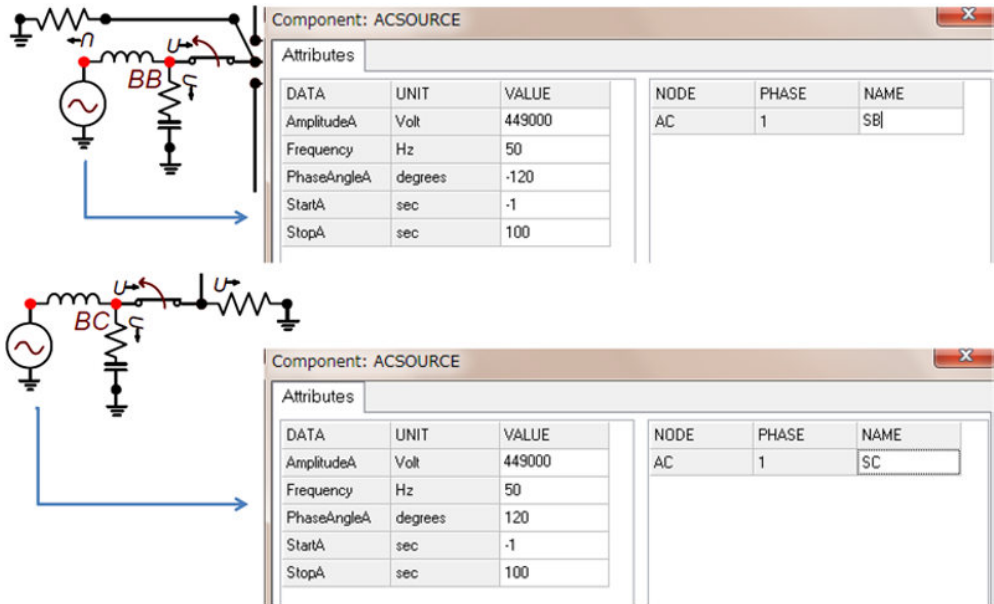 Component: ACSOURCE
x
Attributes
U
U
BB
U
DATA UNIT VALUE
AmplitudeA Volt 449000
Frequency Hz 50
PhaseAngleA degrees -120
StartA sec -1
StopA sec 100
NODE PHASE NAME
AC 1 SB
U
U
BC
U
Component: ACSOURCE
x
Attributes
DATA UNIT VALUE
AmplitudeA Volt 449000
Frequency Hz 50
PhaseAngleA degrees 120
StartA sec -1
StopA sec 100
NODE PHASE NAME
AC 1 SC